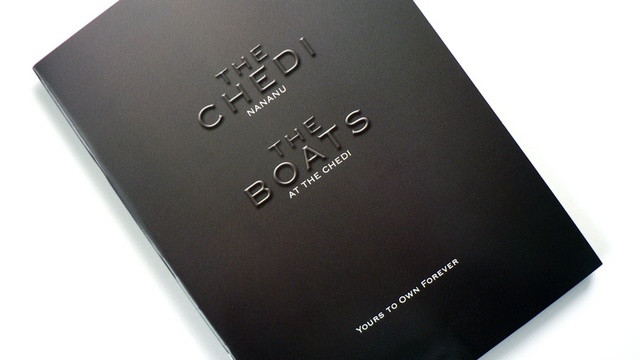 THE
CHEDI
NANANU
THE
BOATS
AT THE CHEDI
YOURS TO OWN FOREVER